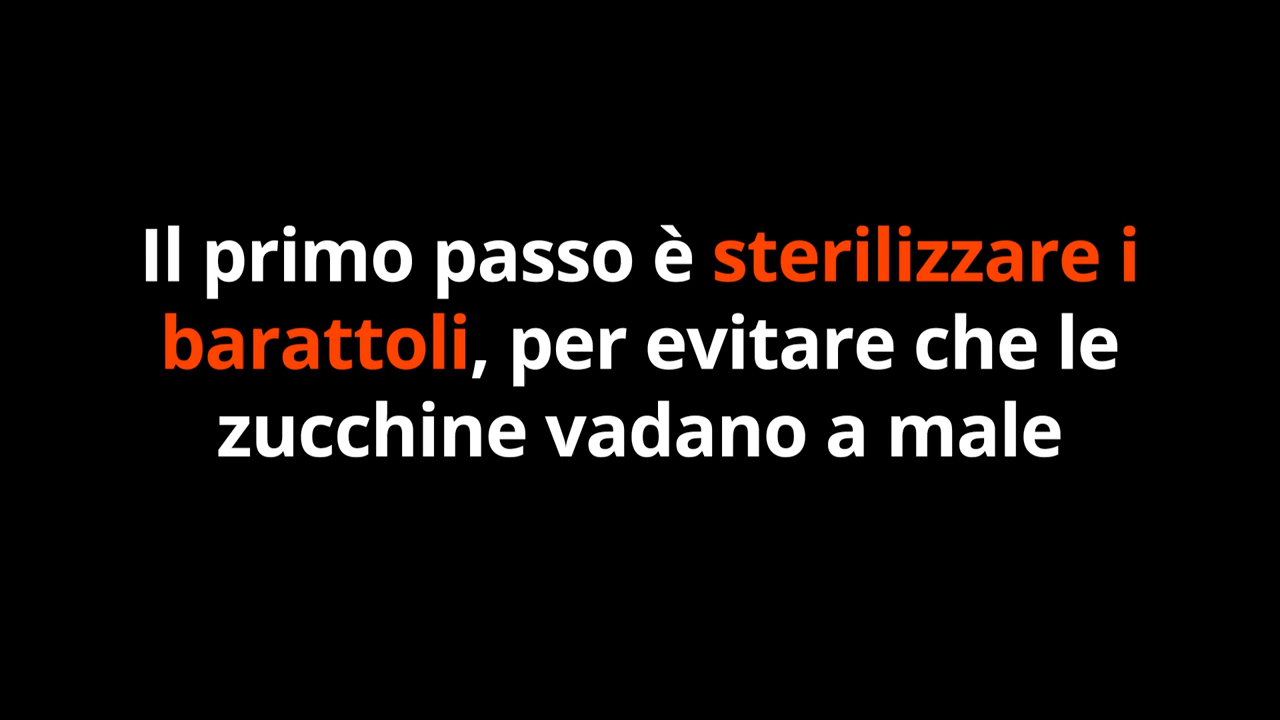 Il primo passo è sterilizzare i
barattoli, per evitare che le
zucchine vadano a male